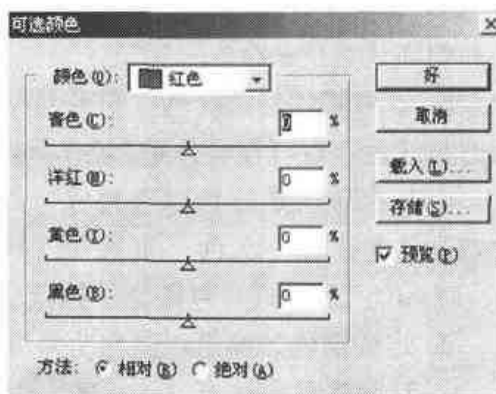 可选颜色
颜色(O): 红色
好
青色(C): 0 %
取消
洋红(M): 0 %
载入(L)...
黄色(Y): 0 %
存储(S)...
预览(P)
黑色(B): 0 %
方法: 相对(R) 绝对(A)